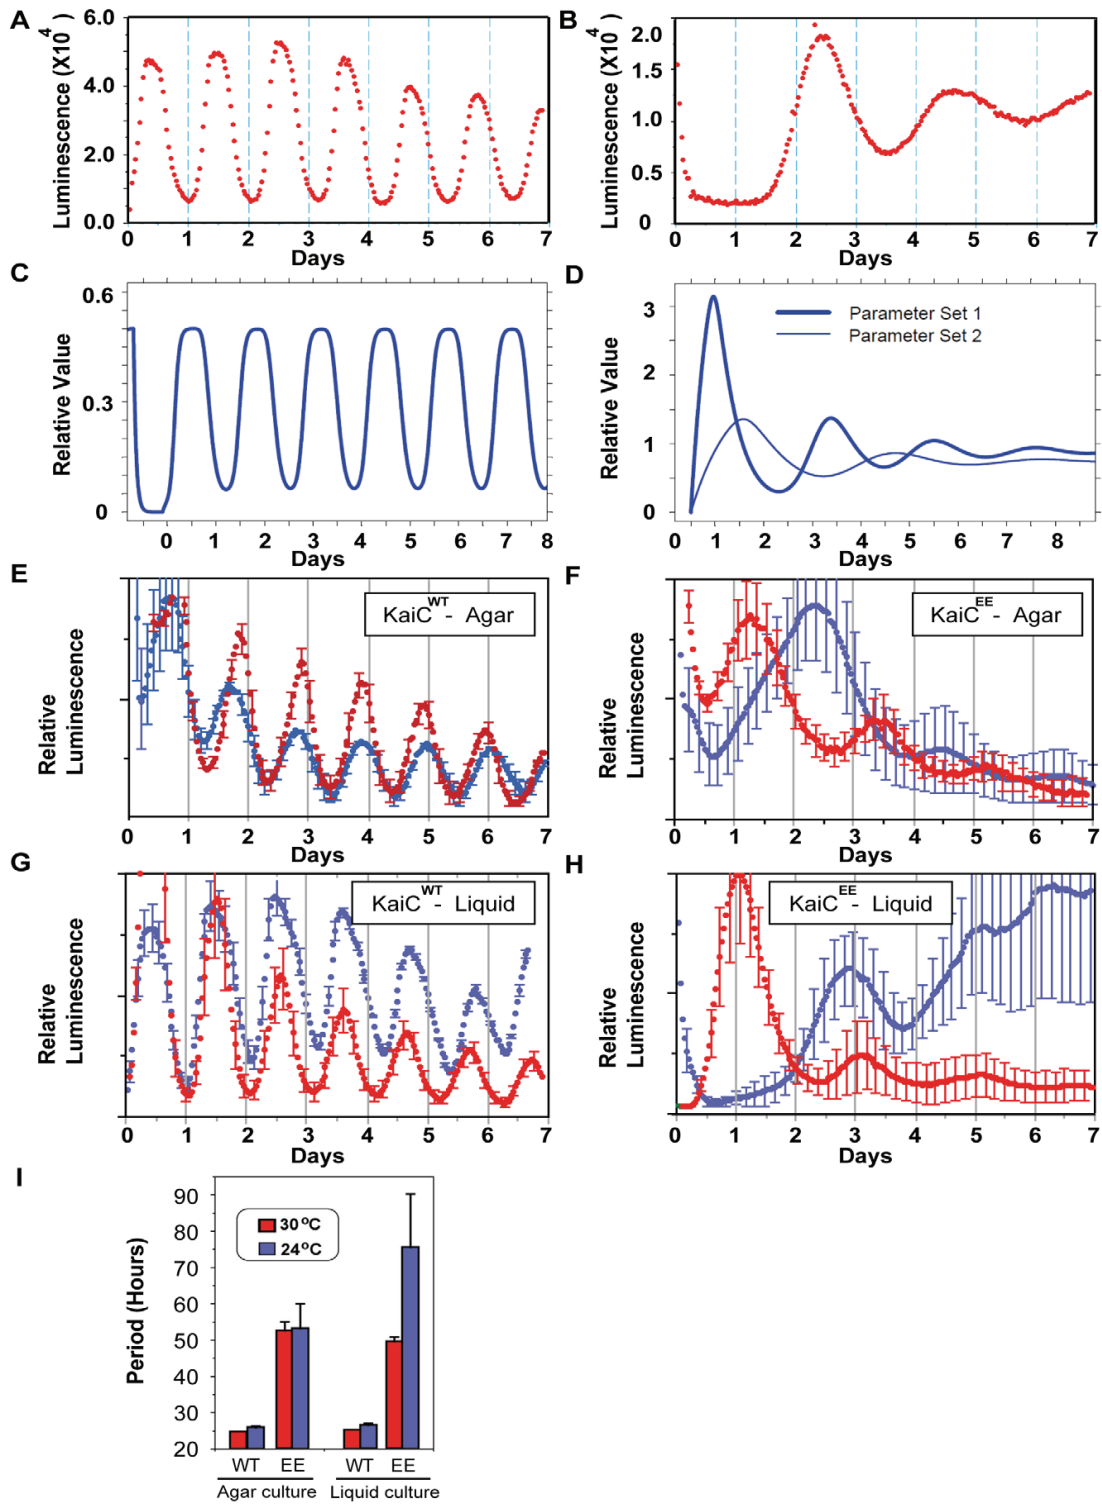 A
Luminescence (X10⁴)
6.0
4.0
2.0
0.0
0 1 2 3 4 5 6 7
Days
B
Luminescence (X10⁴)
2.0
1.5
1.0
0.5
0
0 1 2 3 4 5 6 7
Days
C
Relative Value
0.6
0.3
0
0 1 2 3 4 5 6 7 8
Days
D
Relative Value
3
2
1
0
Parameter Set 1
Parameter Set 2
0 1 2 3 4 5 6 7 8
Days
E
Relative
Luminescence
KaiC^WT - Agar
0 1 2 3 4 5 6 7
Days
F
Relative
Luminescence
KaiC^EE - Agar
0 1 2 3 4 5 6 7
Days
G
Relative
Luminescence
KaiC^WT - Liquid
0 1 2 3 4 5 6 7
Days
H
Relative
Luminescence
KaiC^EE - Liquid
0 1 2 3 4 5 6 7
Days
I
Period (Hours)
90
80
70
60
50
40
30
20
30°C
24°C
WT EE WT EE
Agar culture Liquid culture